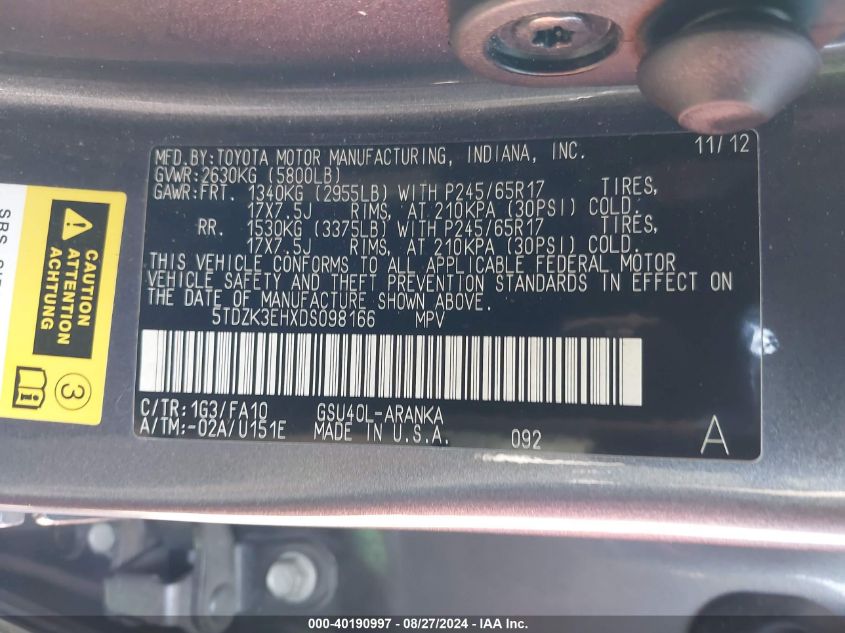 MFD.BY:TOYOTA MOTOR MANUFACTURING, INDIANA, INC. 11/12
GVWR:2630KG (5800LB)
GAWR:FRT. 1340KG (2955LB) WITH P245/65R17 TIRES,
17X7.5J RIMS, AT 210KPA (30PSI) COLD.
RR. 1530KG (3375LB) WITH P245/65R17 TIRES,
17X7.5J RIMS, AT 210KPA (30PSI) COLD.
THIS VEHICLE CONFORMS TO ALL APPLICABLE FEDERAL MOTOR
VEHICLE SAFETY AND THEFT PREVENTION STANDARDS IN EFFECT ON
THE DATE OF MANUFACTURE SHOWN ABOVE.
5TDZK3EHXDS098166 MPV
C/TR:1G3/FA10 GSU40L-ARANKA
A/TM:-02A/U151E MADE IN U.S.A. 092 A
CAUTION
ATTENTION
ACHTUNG
3
SRS
000-40190997 - 08/27/2024 - IAA Inc.